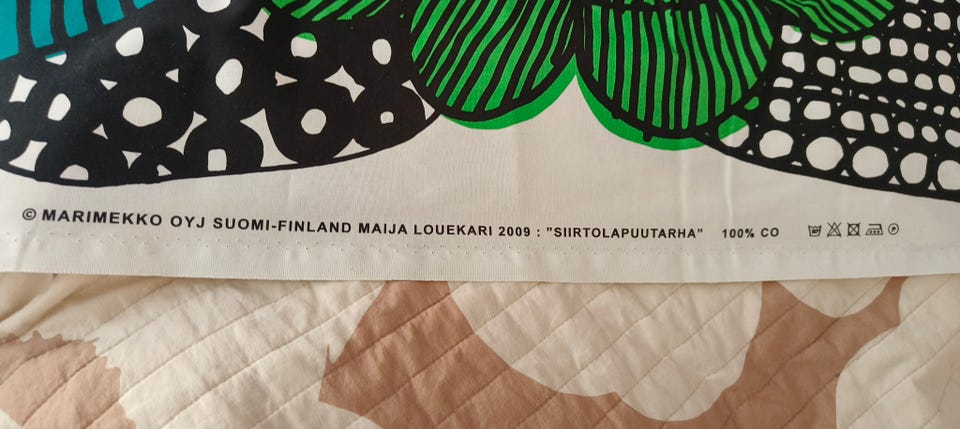 © MARIMEKKO OYJ SUOMI-FINLAND MAIJA LOUEKARI 2009 : "SIIRTOLAPUUTARHA" 100% CO